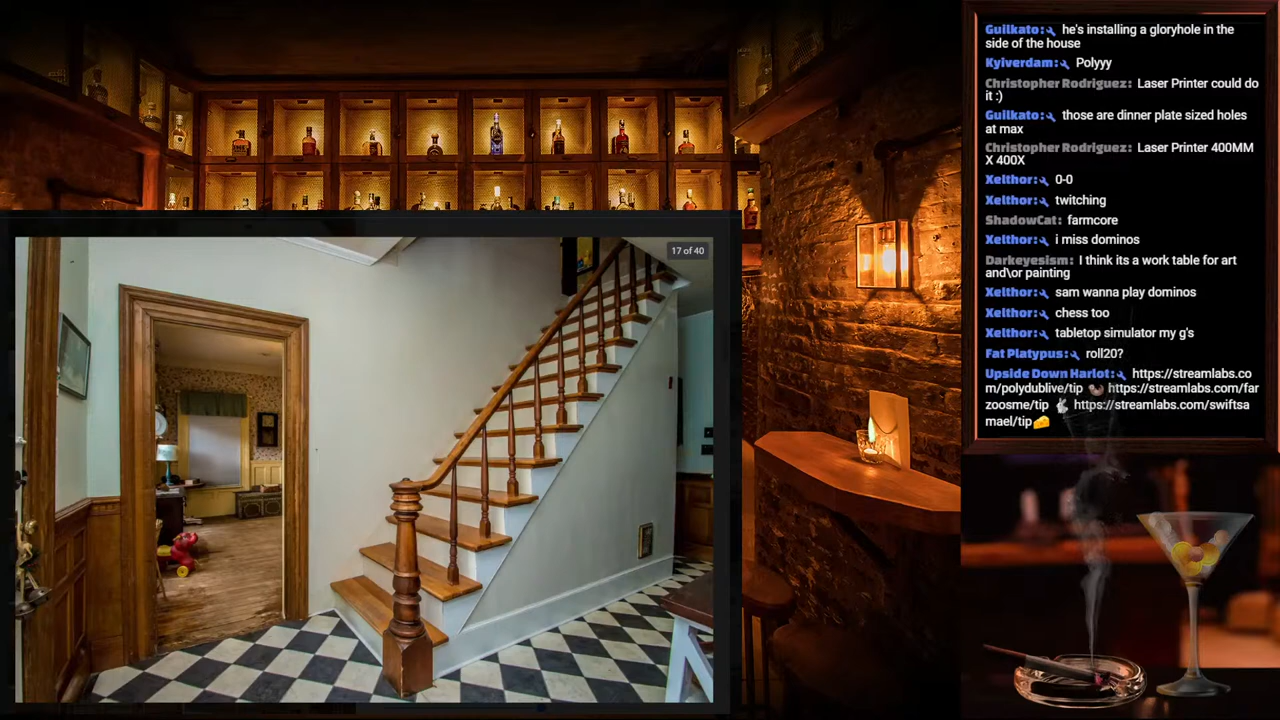 Guilkato: he's installing a gloryhole in the
side of the house
Kyiverdam: Polyyy
Christopher Rodriguez: Laser Printer could do
it :)
Guilkato: those are dinner plate sized holes
at max
Christopher Rodriguez: Laser Printer 400MM
X 400X
Xelthor: 0-0
Xelthor: twitching
ShadowCat: farmcore
17 of 40
Xelthor: i miss dominos
Darkeyesism: I think its a work table for art
and\or painting
Xelthor: sam wanna play dominos
Xelthor: chess too
Xelthor: tabletop simulator my g's
Fat Platypus: roll20?
Upside Down Harlot: https://streamlabs.co
m/polydublive/tip https://streamlabs.com/far
zoosme/tip https://streamlabs.com/swiftsa
mael/tip